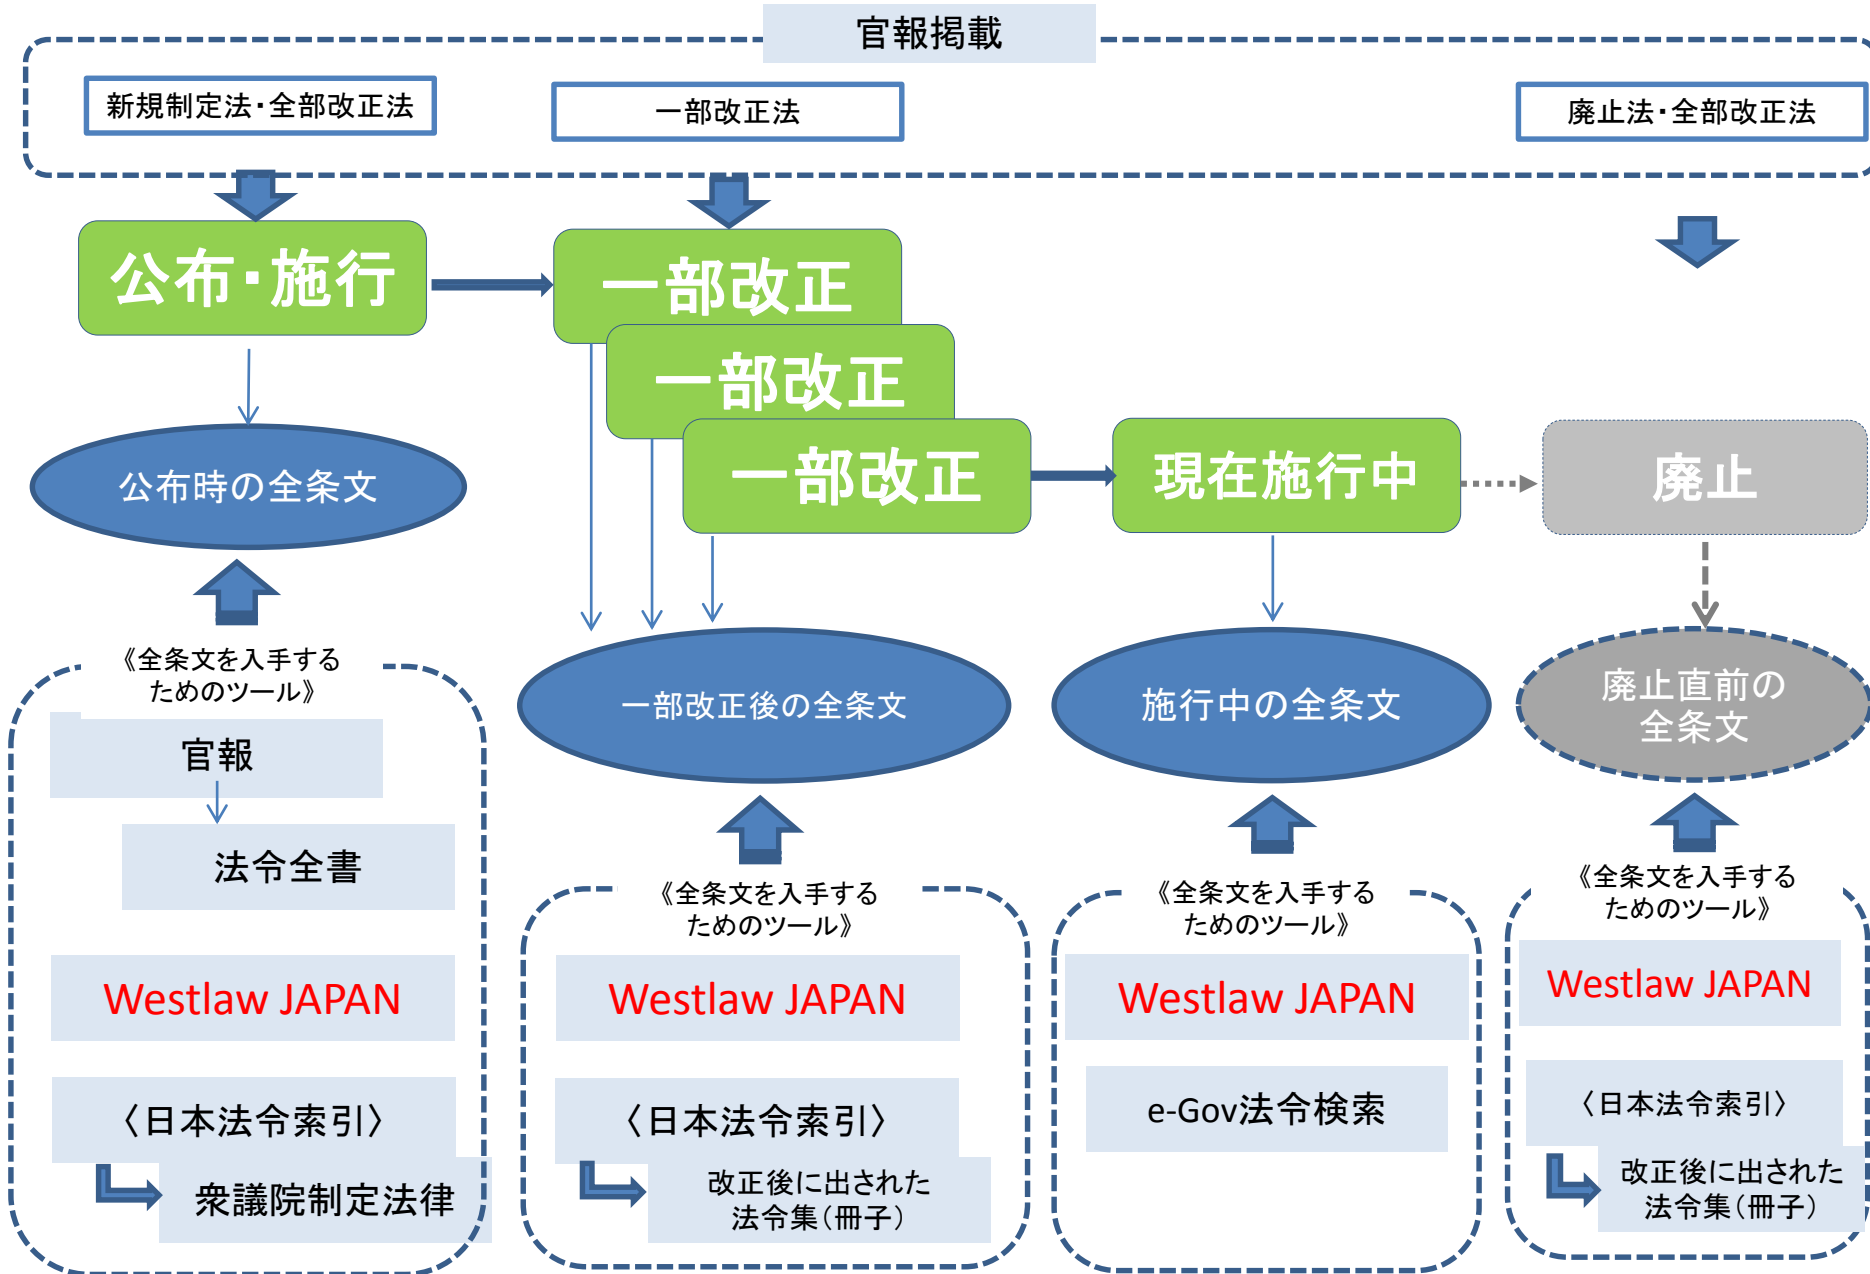 官報掲載
新規制定法・全部改正法
一部改正法
廃止法・全部改正法
公布・施行
一部改正
一部改正
一部改正
現在施行中
廃止
公布時の全条文
一部改正後の全条文
施行中の全条文
廃止直前の
全条文
《全条文を入手する
ためのツール》
官報
法令全書
Westlaw JAPAN
〈日本法令索引〉
衆議院制定法律
《全条文を入手する
ためのツール》
Westlaw JAPAN
〈日本法令索引〉
改正後に出された
法令集（冊子）
《全条文を入手する
ためのツール》
Westlaw JAPAN
e-Gov法令検索
《全条文を入手する
ためのツール》
Westlaw JAPAN
〈日本法令索引〉
改正後に出された
法令集（冊子）